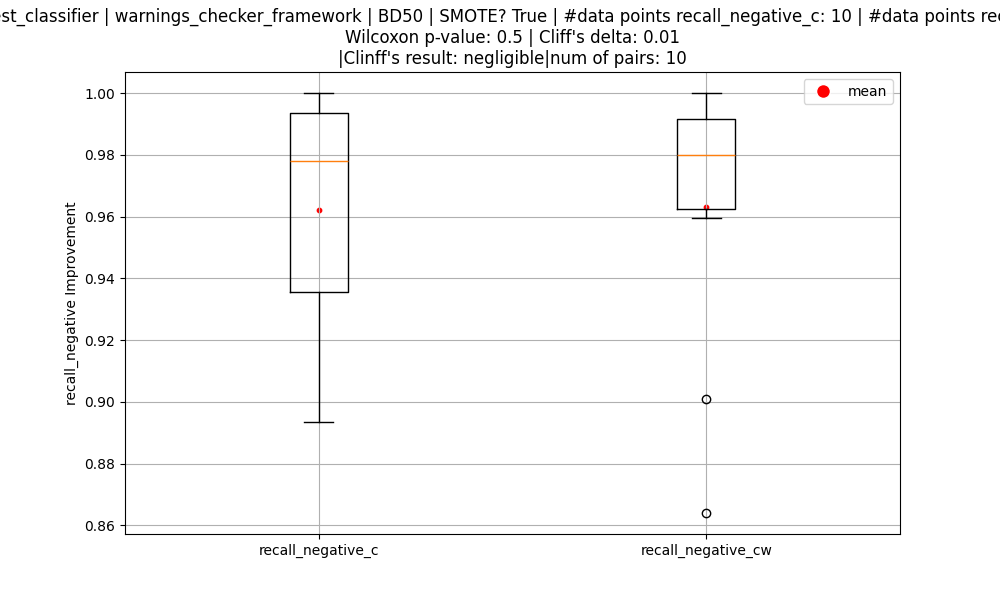 st_classifier | warnings_checker_framework | BD50 | SMOTE? True | #data points recall_negative_c: 10 | #data points rec
Wilcoxon p-value: 0.5 | Cliff's delta: 0.01
|Clinff's result: negligible|num of pairs: 10
mean
1.00
0.98
0.96
0.94
0.92
0.90
0.88
0.86
recall_negative Improvement
recall_negative_c
recall_negative_cw